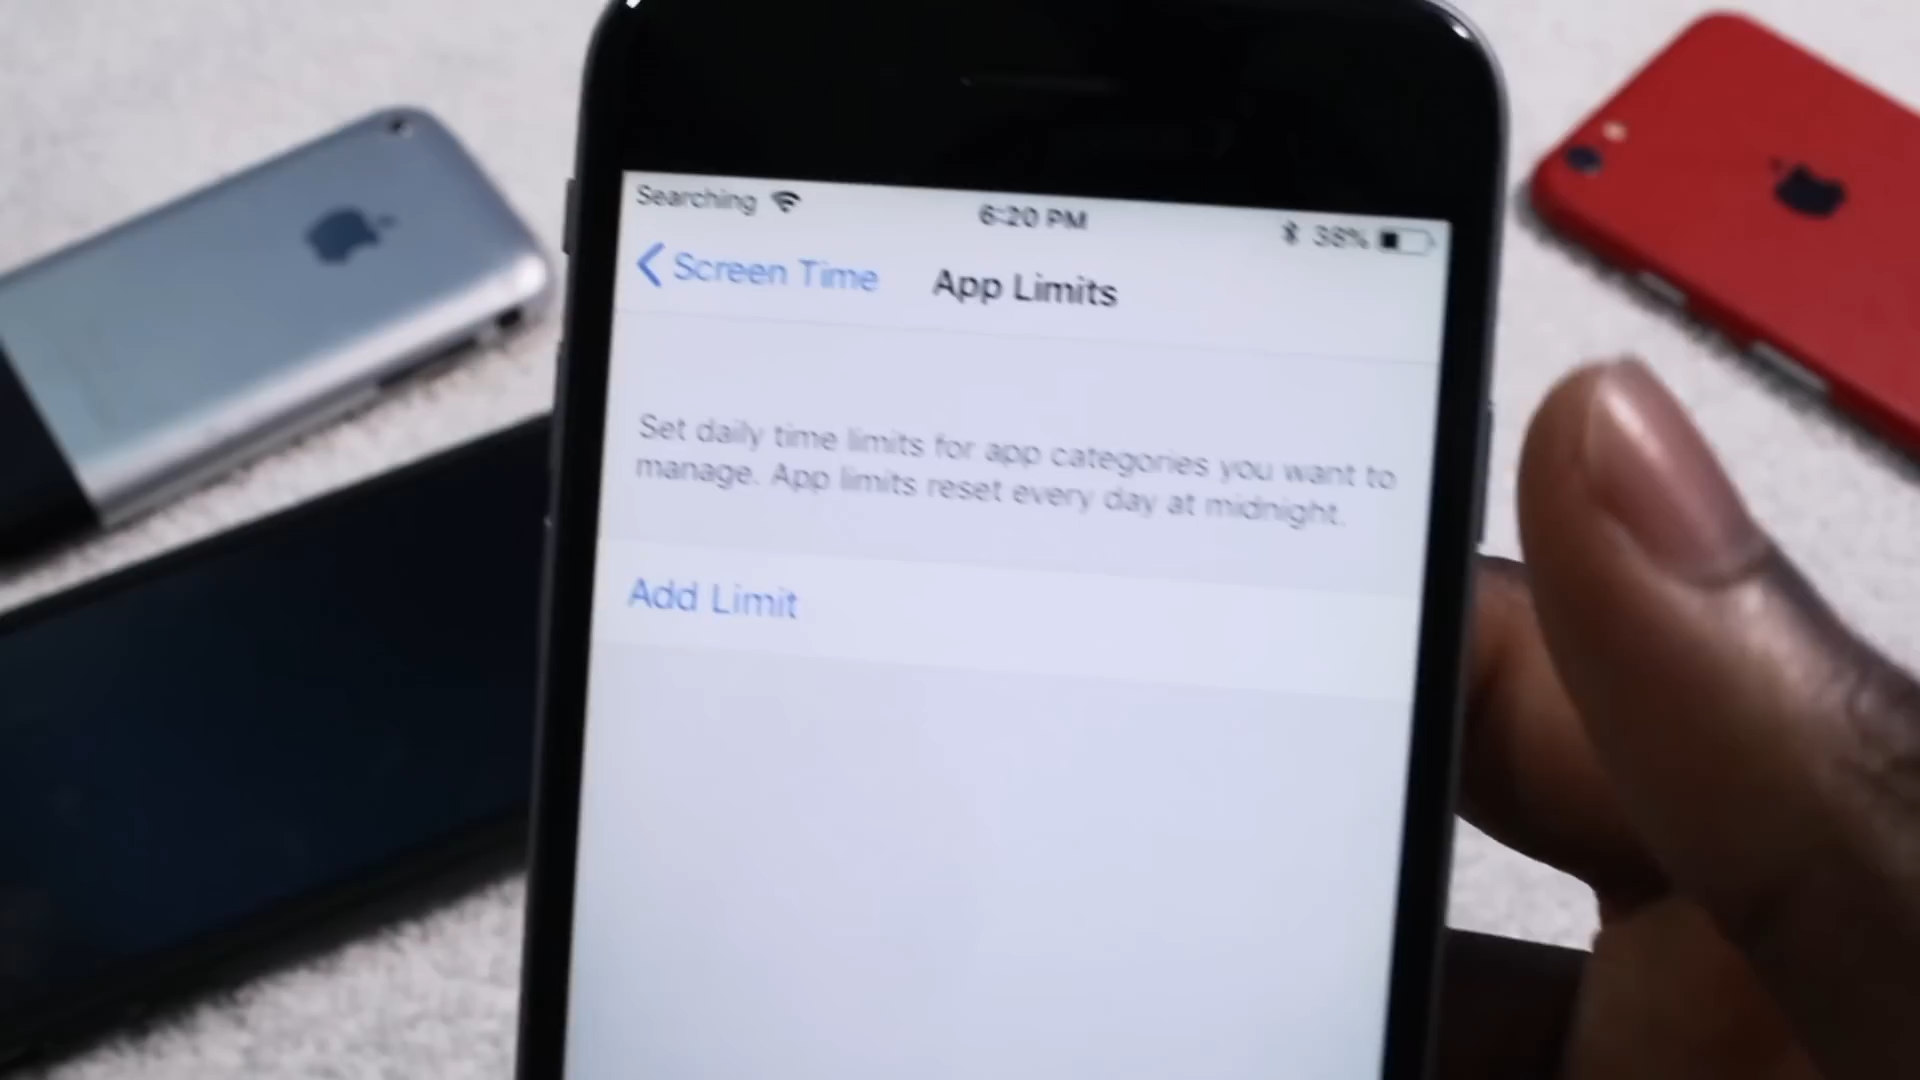 Searching 6:20 PM 38%
Screen Time App Limits
Set daily time limits for app categories you want to
manage. App limits reset every day at midnight.
Add Limit